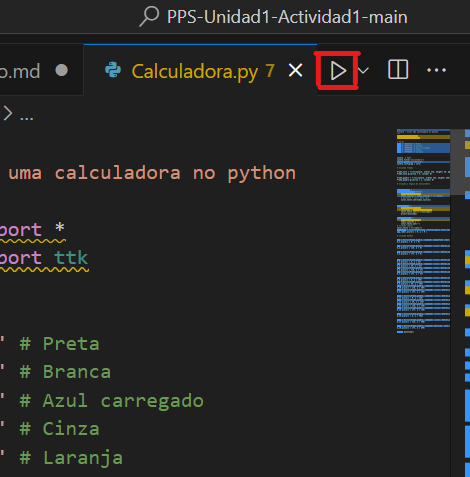 PPS-Unidad1-Actividad1-main
o.md
Calculadora.py 7
...
uma calculadora no python
port *
port ttk
' # Preta
' # Branca
' # Azul carregado
' # Cinza
' # Laranja